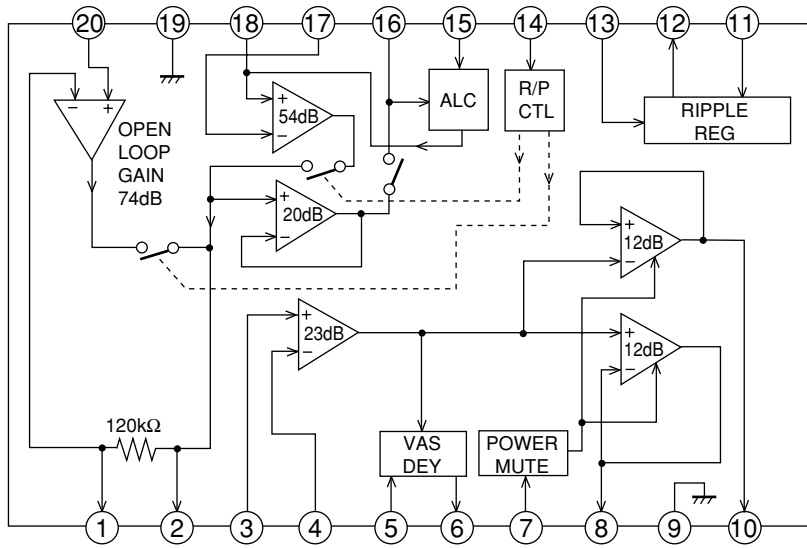 20 19 18 17 16 15 14 13 12 11
− +
OPEN
LOOP
GAIN
74dB
+
54dB
−
ALC
R/P
CTL
RIPPLE
REG
+
20dB
−
+
12dB
−
+
23dB
−
+
12dB
−
120kΩ
VAS
DEY
POWER
MUTE
1 2 3 4 5 6 7 8 9 10